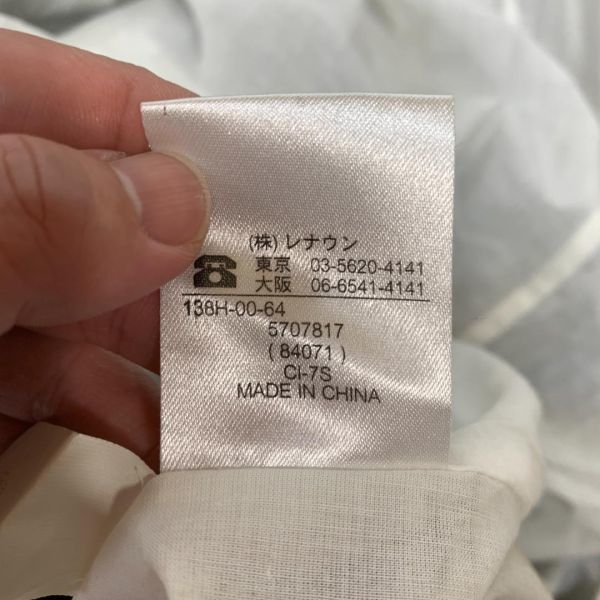 (株) レナウン
東京 03-5620-4141
大阪 06-6541-4141
138H-00-64
5707817
( 84071 )
CI-7S
MADE IN CHINA